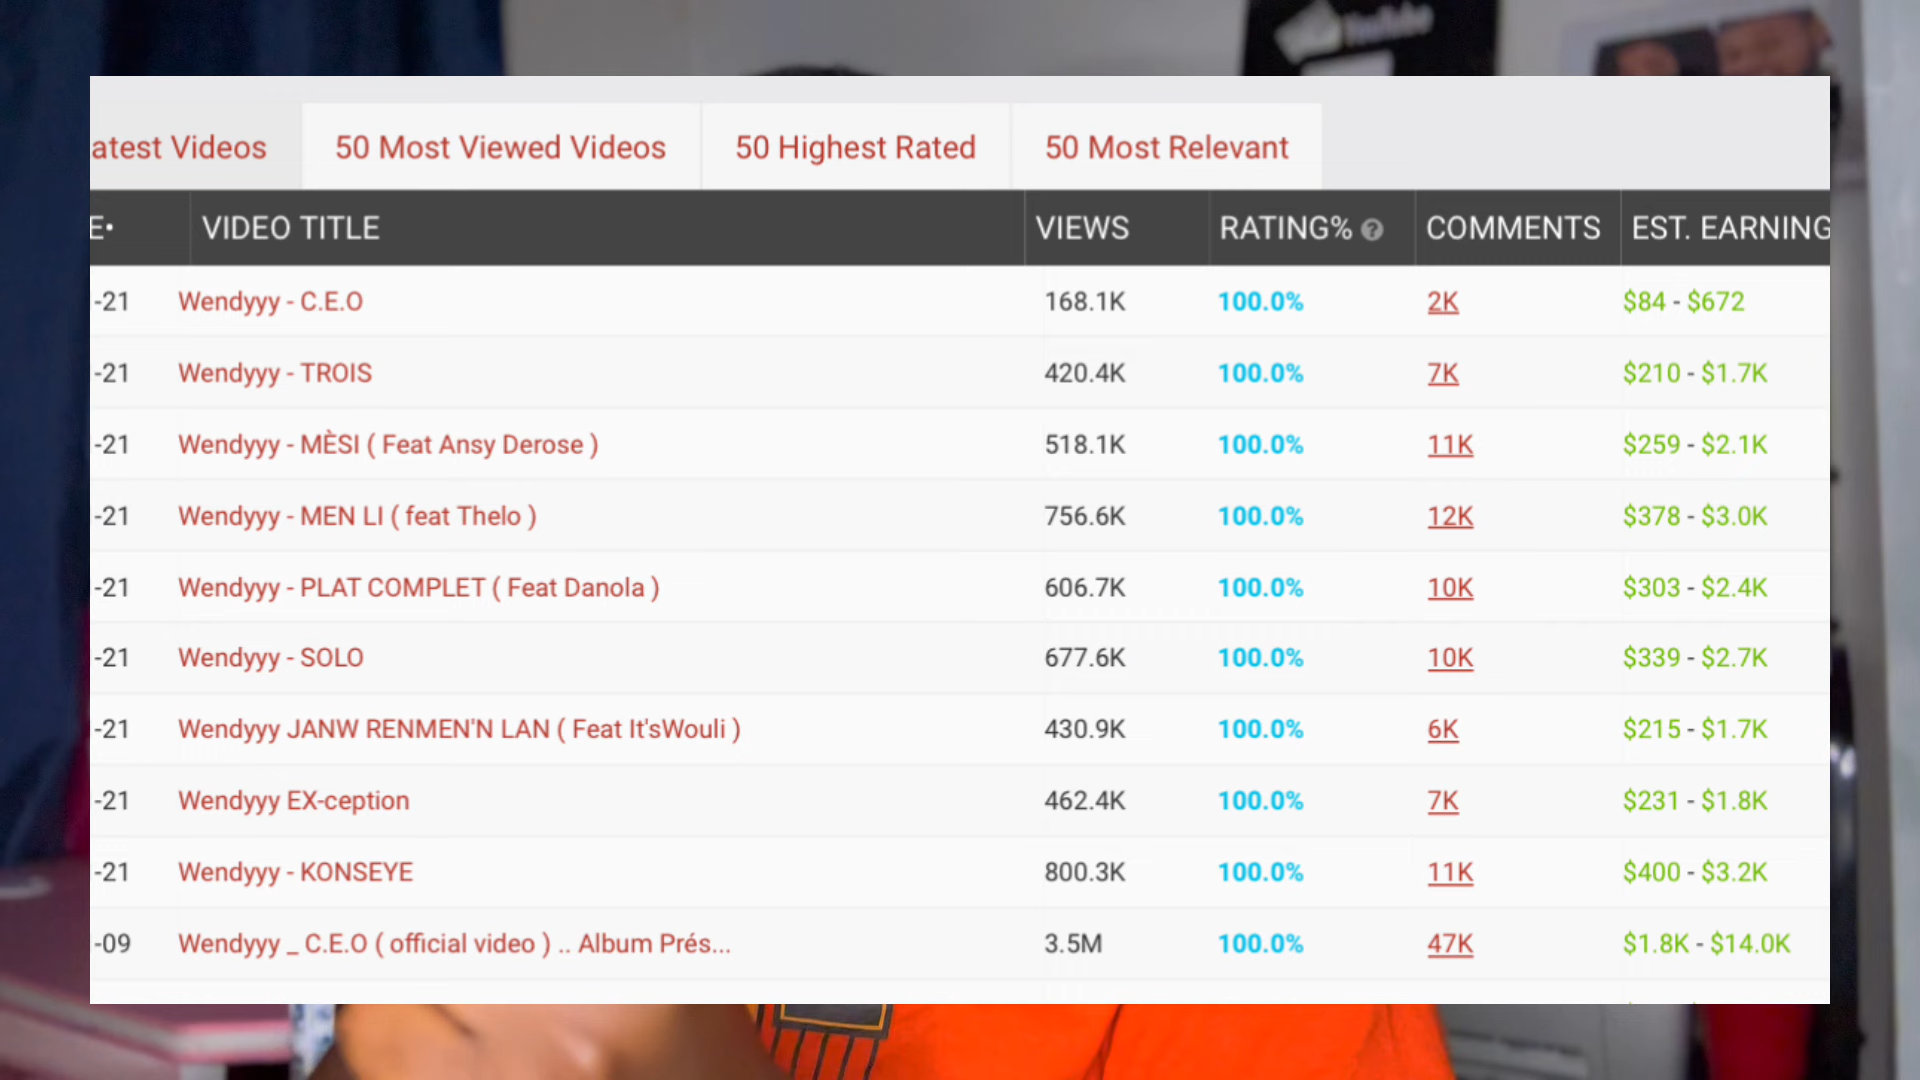 YouTube
atest Videos 50 Most Viewed Videos 50 Highest Rated 50 Most Relevant
E• VIDEO TITLE VIEWS RATING% ? COMMENTS EST. EARNING
-21 Wendyyy - C.E.O 168.1K 100.0% 2K $84 - $672
-21 Wendyyy - TROIS 420.4K 100.0% 7K $210 - $1.7K
-21 Wendyyy - MÈSI ( Feat Ansy Derose ) 518.1K 100.0% 11K $259 - $2.1K
-21 Wendyyy - MEN LI ( feat Thelo ) 756.6K 100.0% 12K $378 - $3.0K
-21 Wendyyy - PLAT COMPLET ( Feat Danola ) 606.7K 100.0% 10K $303 - $2.4K
-21 Wendyyy - SOLO 677.6K 100.0% 10K $339 - $2.7K
-21 Wendyyy JANW RENMEN'N LAN ( Feat It'sWouli ) 430.9K 100.0% 6K $215 - $1.7K
-21 Wendyyy EX-ception 462.4K 100.0% 7K $231 - $1.8K
-21 Wendyyy - KONSEYE 800.3K 100.0% 11K $400 - $3.2K
-09 Wendyyy _ C.E.O ( official video ) .. Album Prés... 3.5M 100.0% 47K $1.8K - $14.0K